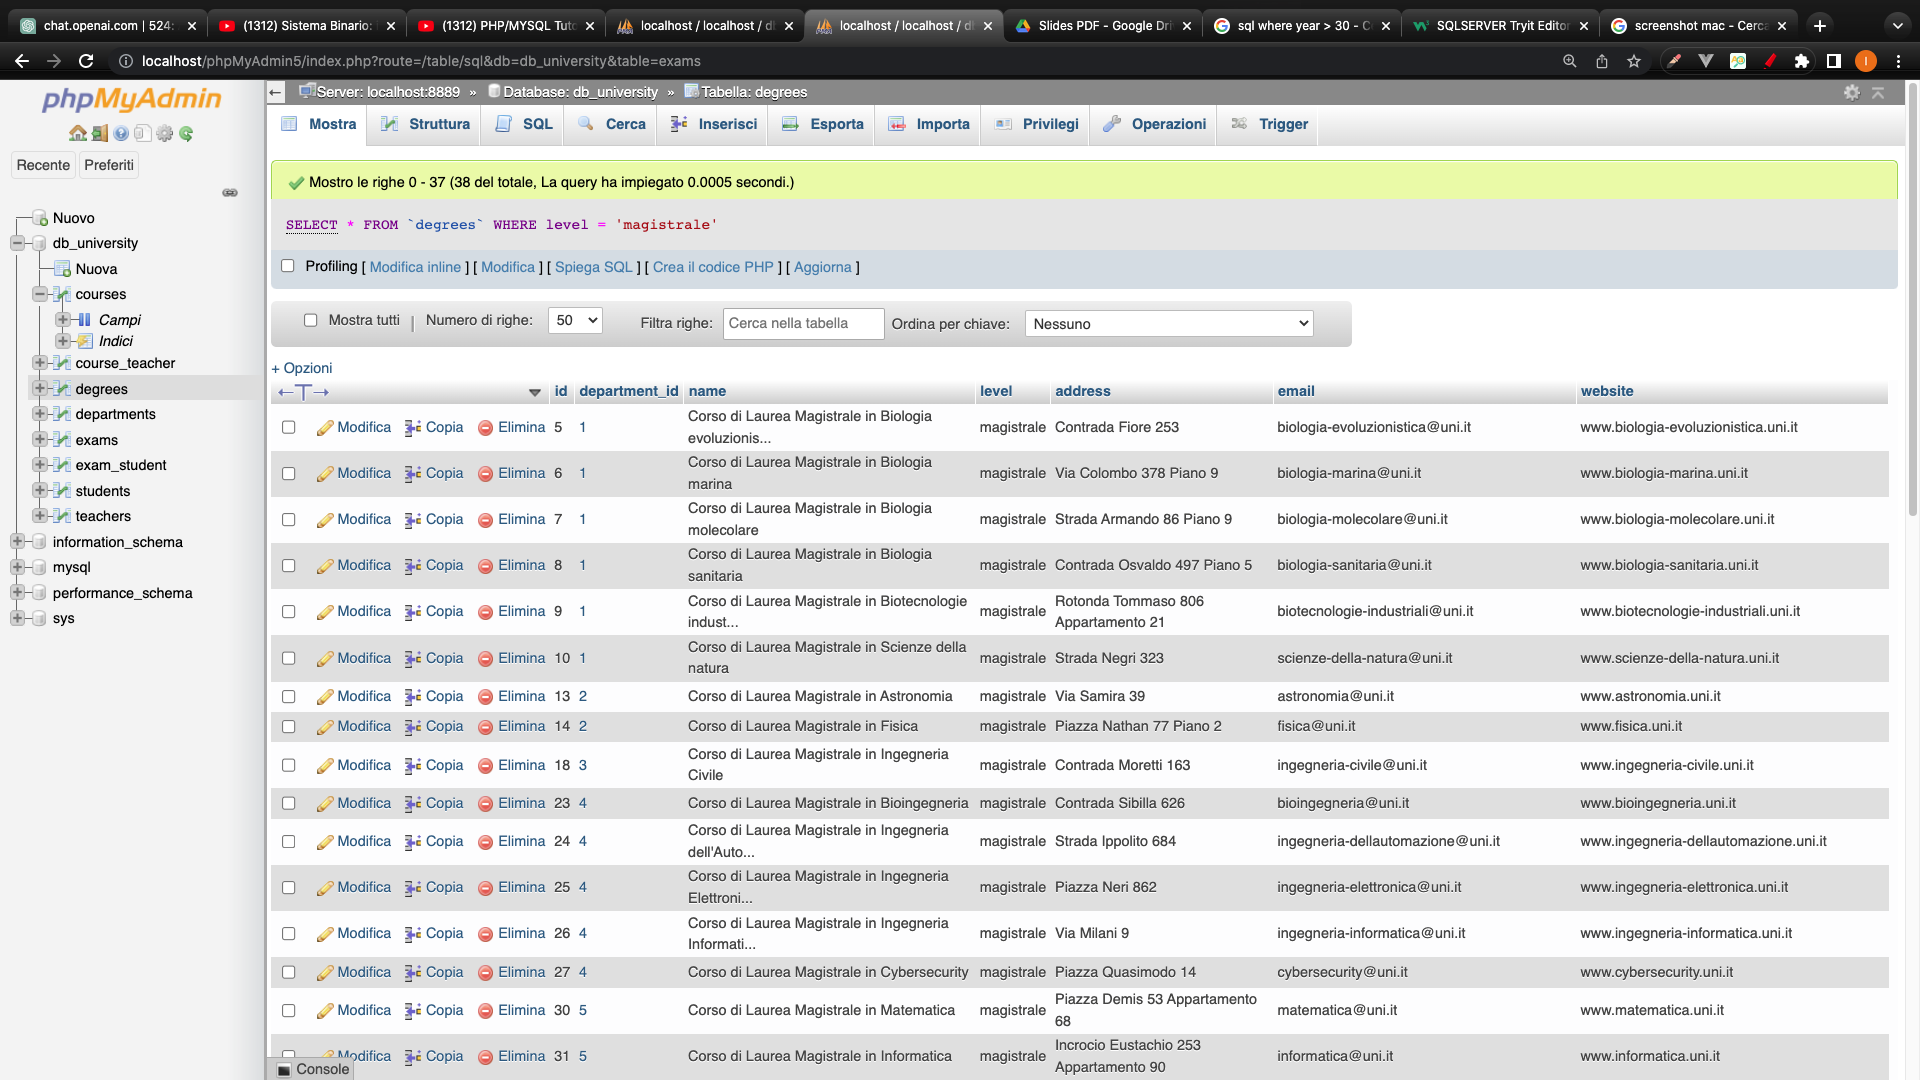 chat.openai.com | 524:
(1312) Sistema Binario:
(1312) PHP/MYSQL Tuto
localhost / localhost / db
localhost / localhost / db
Slides PDF - Google Dri
sql where year > 30 - C
SQLSERVER Tryit Editor
screenshot mac - Cerca
localhost/phpMyAdmin5/index.php?route=/table/sql&db=db_university&table=exams
I
phpMyAdmin
Recente
Preferiti
Nuovo
db_university
Nuova
courses
Campi
Indici
course_teacher
degrees
departments
exams
exam_student
students
teachers
information_schema
mysql
performance_schema
sys
Server: localhost:8889 » Database: db_university » Tabella: degrees
Mostra Struttura SQL Cerca Inserisci Esporta Importa Privilegi Operazioni Trigger
Mostro le righe 0 - 37 (38 del totale, La query ha impiegato 0.0005 secondi.)
SELECT * FROM `degrees` WHERE level = 'magistrale'
Profiling [ Modifica inline ] [ Modifica ] [ Spiega SQL ] [ Crea il codice PHP ] [ Aggiorna ]
Mostra tutti | Numero di righe: 50 Filtra righe: Cerca nella tabella Ordina per chiave: Nessuno
+ Opzioni
←T→ id department_id name level address email website
Modifica Copia Elimina 5 1 Corso di Laurea Magistrale in Biologia evoluzionis... magistrale Contrada Fiore 253 biologia-evoluzionistica@uni.it www.biologia-evoluzionistica.uni.it
Modifica Copia Elimina 6 1 Corso di Laurea Magistrale in Biologia marina magistrale Via Colombo 378 Piano 9 biologia-marina@uni.it www.biologia-marina.uni.it
Modifica Copia Elimina 7 1 Corso di Laurea Magistrale in Biologia molecolare magistrale Strada Armando 86 Piano 9 biologia-molecolare@uni.it www.biologia-molecolare.uni.it
Modifica Copia Elimina 8 1 Corso di Laurea Magistrale in Biologia sanitaria magistrale Contrada Osvaldo 497 Piano 5 biologia-sanitaria@uni.it www.biologia-sanitaria.uni.it
Modifica Copia Elimina 9 1 Corso di Laurea Magistrale in Biotecnologie indust... magistrale Rotonda Tommaso 806 Appartamento 21 biotecnologie-industriali@uni.it www.biotecnologie-industriali.uni.it
Modifica Copia Elimina 10 1 Corso di Laurea Magistrale in Scienze della natura magistrale Strada Negri 323 scienze-della-natura@uni.it www.scienze-della-natura.uni.it
Modifica Copia Elimina 13 2 Corso di Laurea Magistrale in Astronomia magistrale Via Samira 39 astronomia@uni.it www.astronomia.uni.it
Modifica Copia Elimina 14 2 Corso di Laurea Magistrale in Fisica magistrale Piazza Nathan 77 Piano 2 fisica@uni.it www.fisica.uni.it
Modifica Copia Elimina 18 3 Corso di Laurea Magistrale in Ingegneria Civile magistrale Contrada Moretti 163 ingegneria-civile@uni.it www.ingegneria-civile.uni.it
Modifica Copia Elimina 23 4 Corso di Laurea Magistrale in Bioingegneria magistrale Contrada Sibilla 626 bioingegneria@uni.it www.bioingegneria.uni.it
Modifica Copia Elimina 24 4 Corso di Laurea Magistrale in Ingegneria dell'Auto... magistrale Strada Ippolito 684 ingegneria-dellautomazione@uni.it www.ingegneria-dellautomazione.uni.it
Modifica Copia Elimina 25 4 Corso di Laurea Magistrale in Ingegneria Elettroni... magistrale Piazza Neri 862 ingegneria-elettronica@uni.it www.ingegneria-elettronica.uni.it
Modifica Copia Elimina 26 4 Corso di Laurea Magistrale in Ingegneria Informati... magistrale Via Milani 9 ingegneria-informatica@uni.it www.ingegneria-informatica.uni.it
Modifica Copia Elimina 27 4 Corso di Laurea Magistrale in Cybersecurity magistrale Piazza Quasimodo 14 cybersecurity@uni.it www.cybersecurity.uni.it
Modifica Copia Elimina 30 5 Corso di Laurea Magistrale in Matematica magistrale Piazza Demis 53 Appartamento 68 matematica@uni.it www.matematica.uni.it
Modifica Copia Elimina 31 5 Corso di Laurea Magistrale in Informatica magistrale Incrocio Eustachio 253 Appartamento 90 informatica@uni.it www.informatica.uni.it
Console